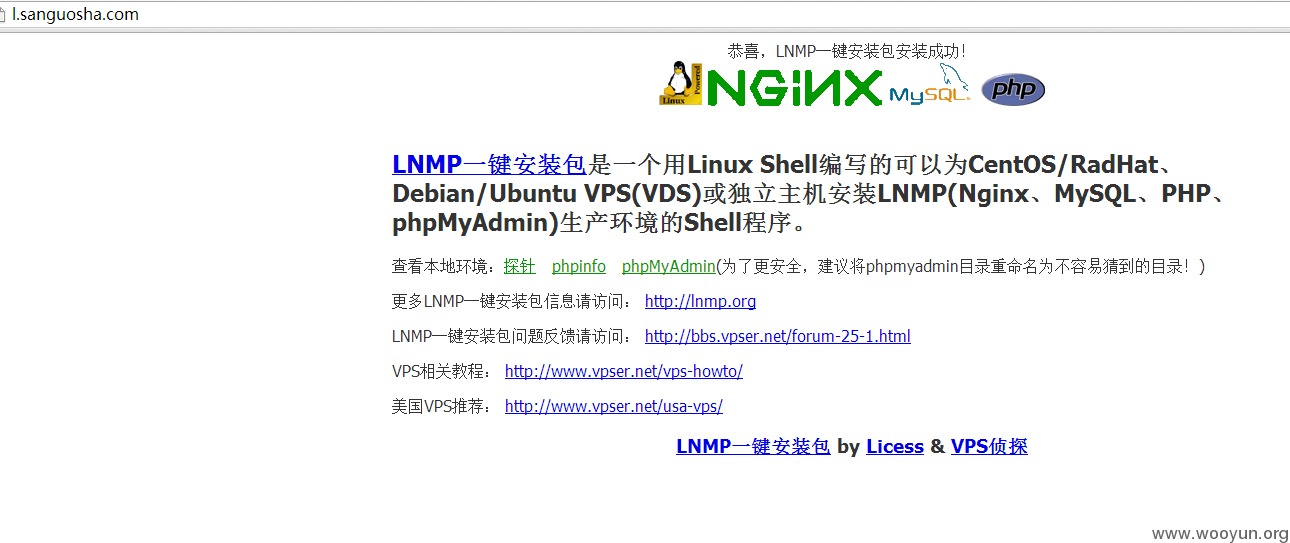 l.sanguosha.com
恭喜，LNMP一键安装包安装成功！
Linux Powered NGiNX MySQL php
LNMP一键安装包是一个用Linux Shell编写的可以为CentOS/RadHat、
Debian/Ubuntu VPS(VDS)或独立主机安装LNMP(Nginx、MySQL、PHP、
phpMyAdmin)生产环境的Shell程序。
查看本地环境：探针 phpinfo phpMyAdmin(为了更安全，建议将phpmyadmin目录重命名为不容易猜到的目录！)
更多LNMP一键安装包信息请访问： http://lnmp.org
LNMP一键安装包问题反馈请访问： http://bbs.vpser.net/forum-25-1.html
VPS相关教程： http://www.vpser.net/vps-howto/
美国VPS推荐： http://www.vpser.net/usa-vps/
LNMP一键安装包 by Licess & VPS侦探
www.wooyun.org